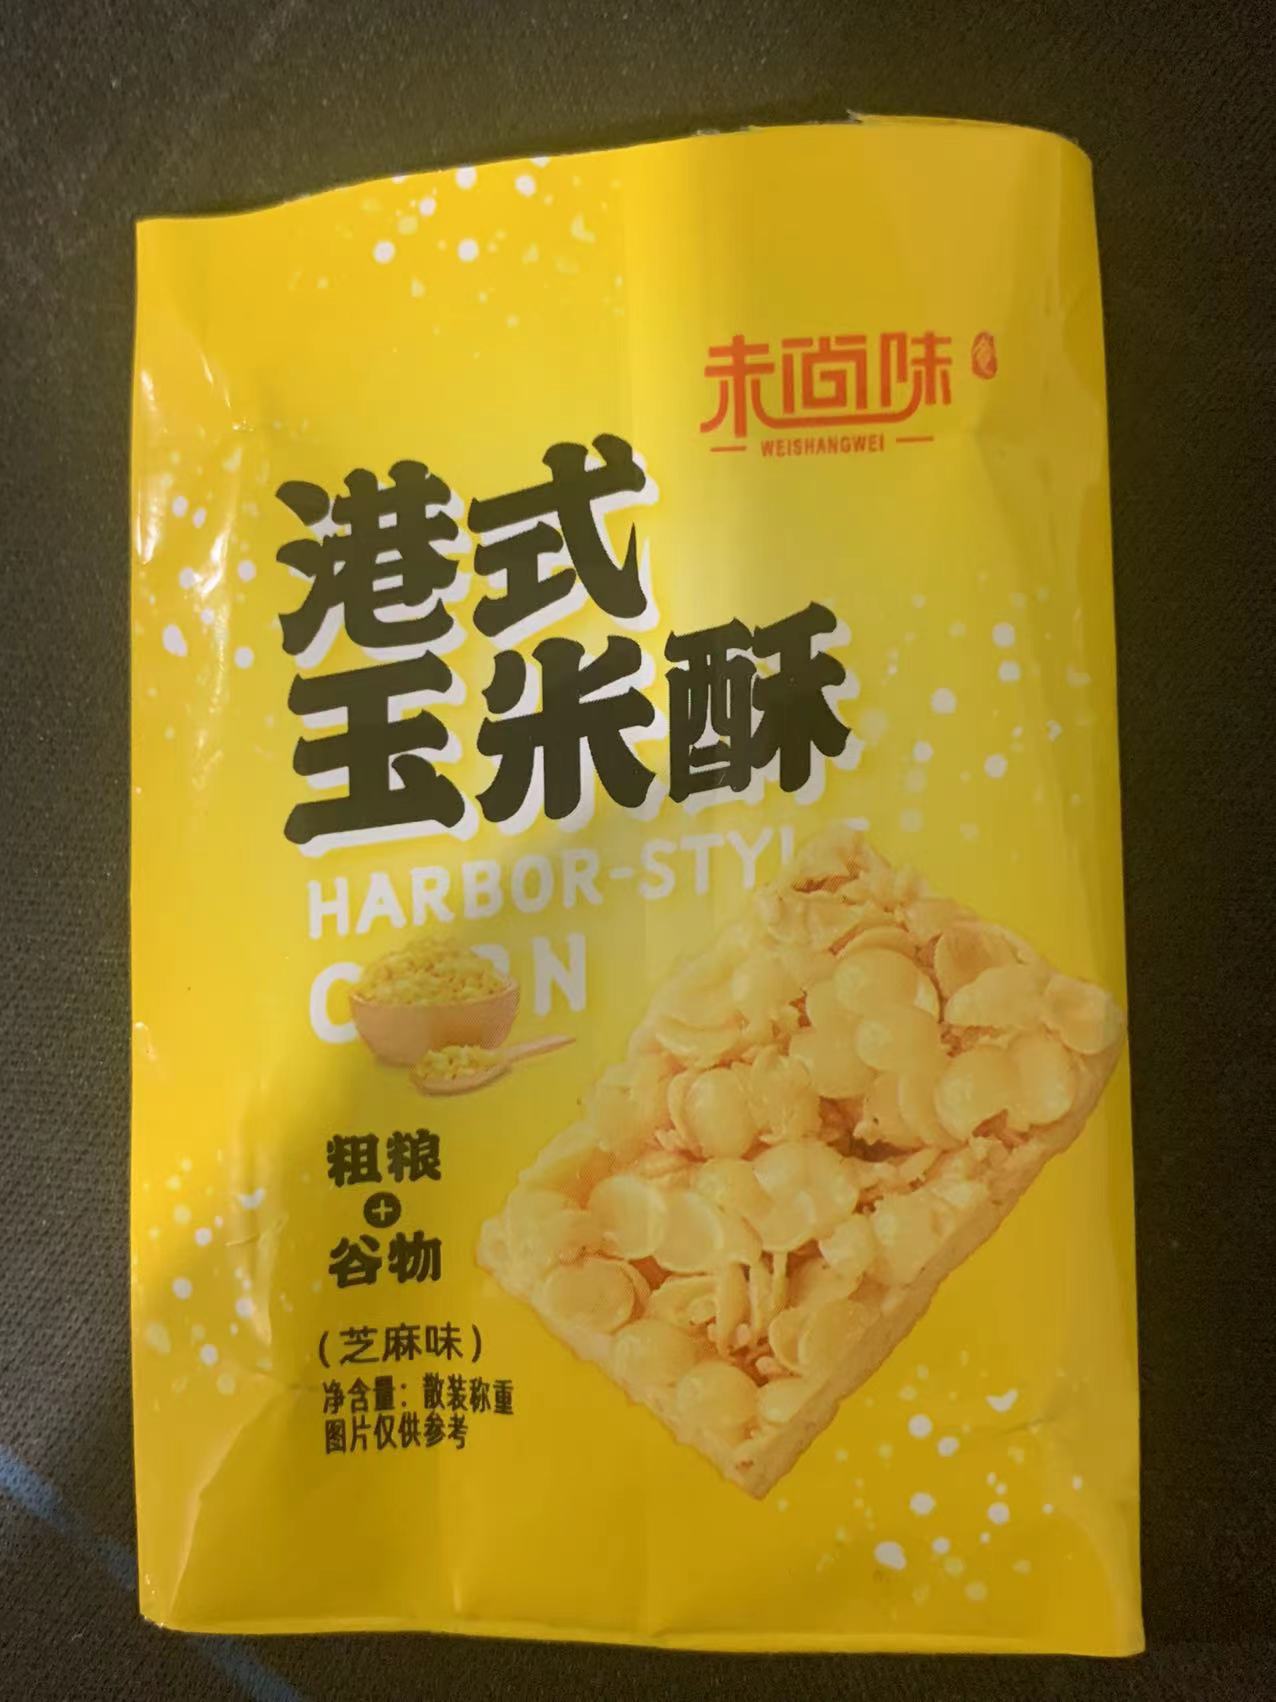 未尚味
WEISHANGWEI
港式
玉米酥
HARBOR-STYL
CORN
粗粮
+
谷物
(芝麻味)
净含量：散装称重
图片仅供参考